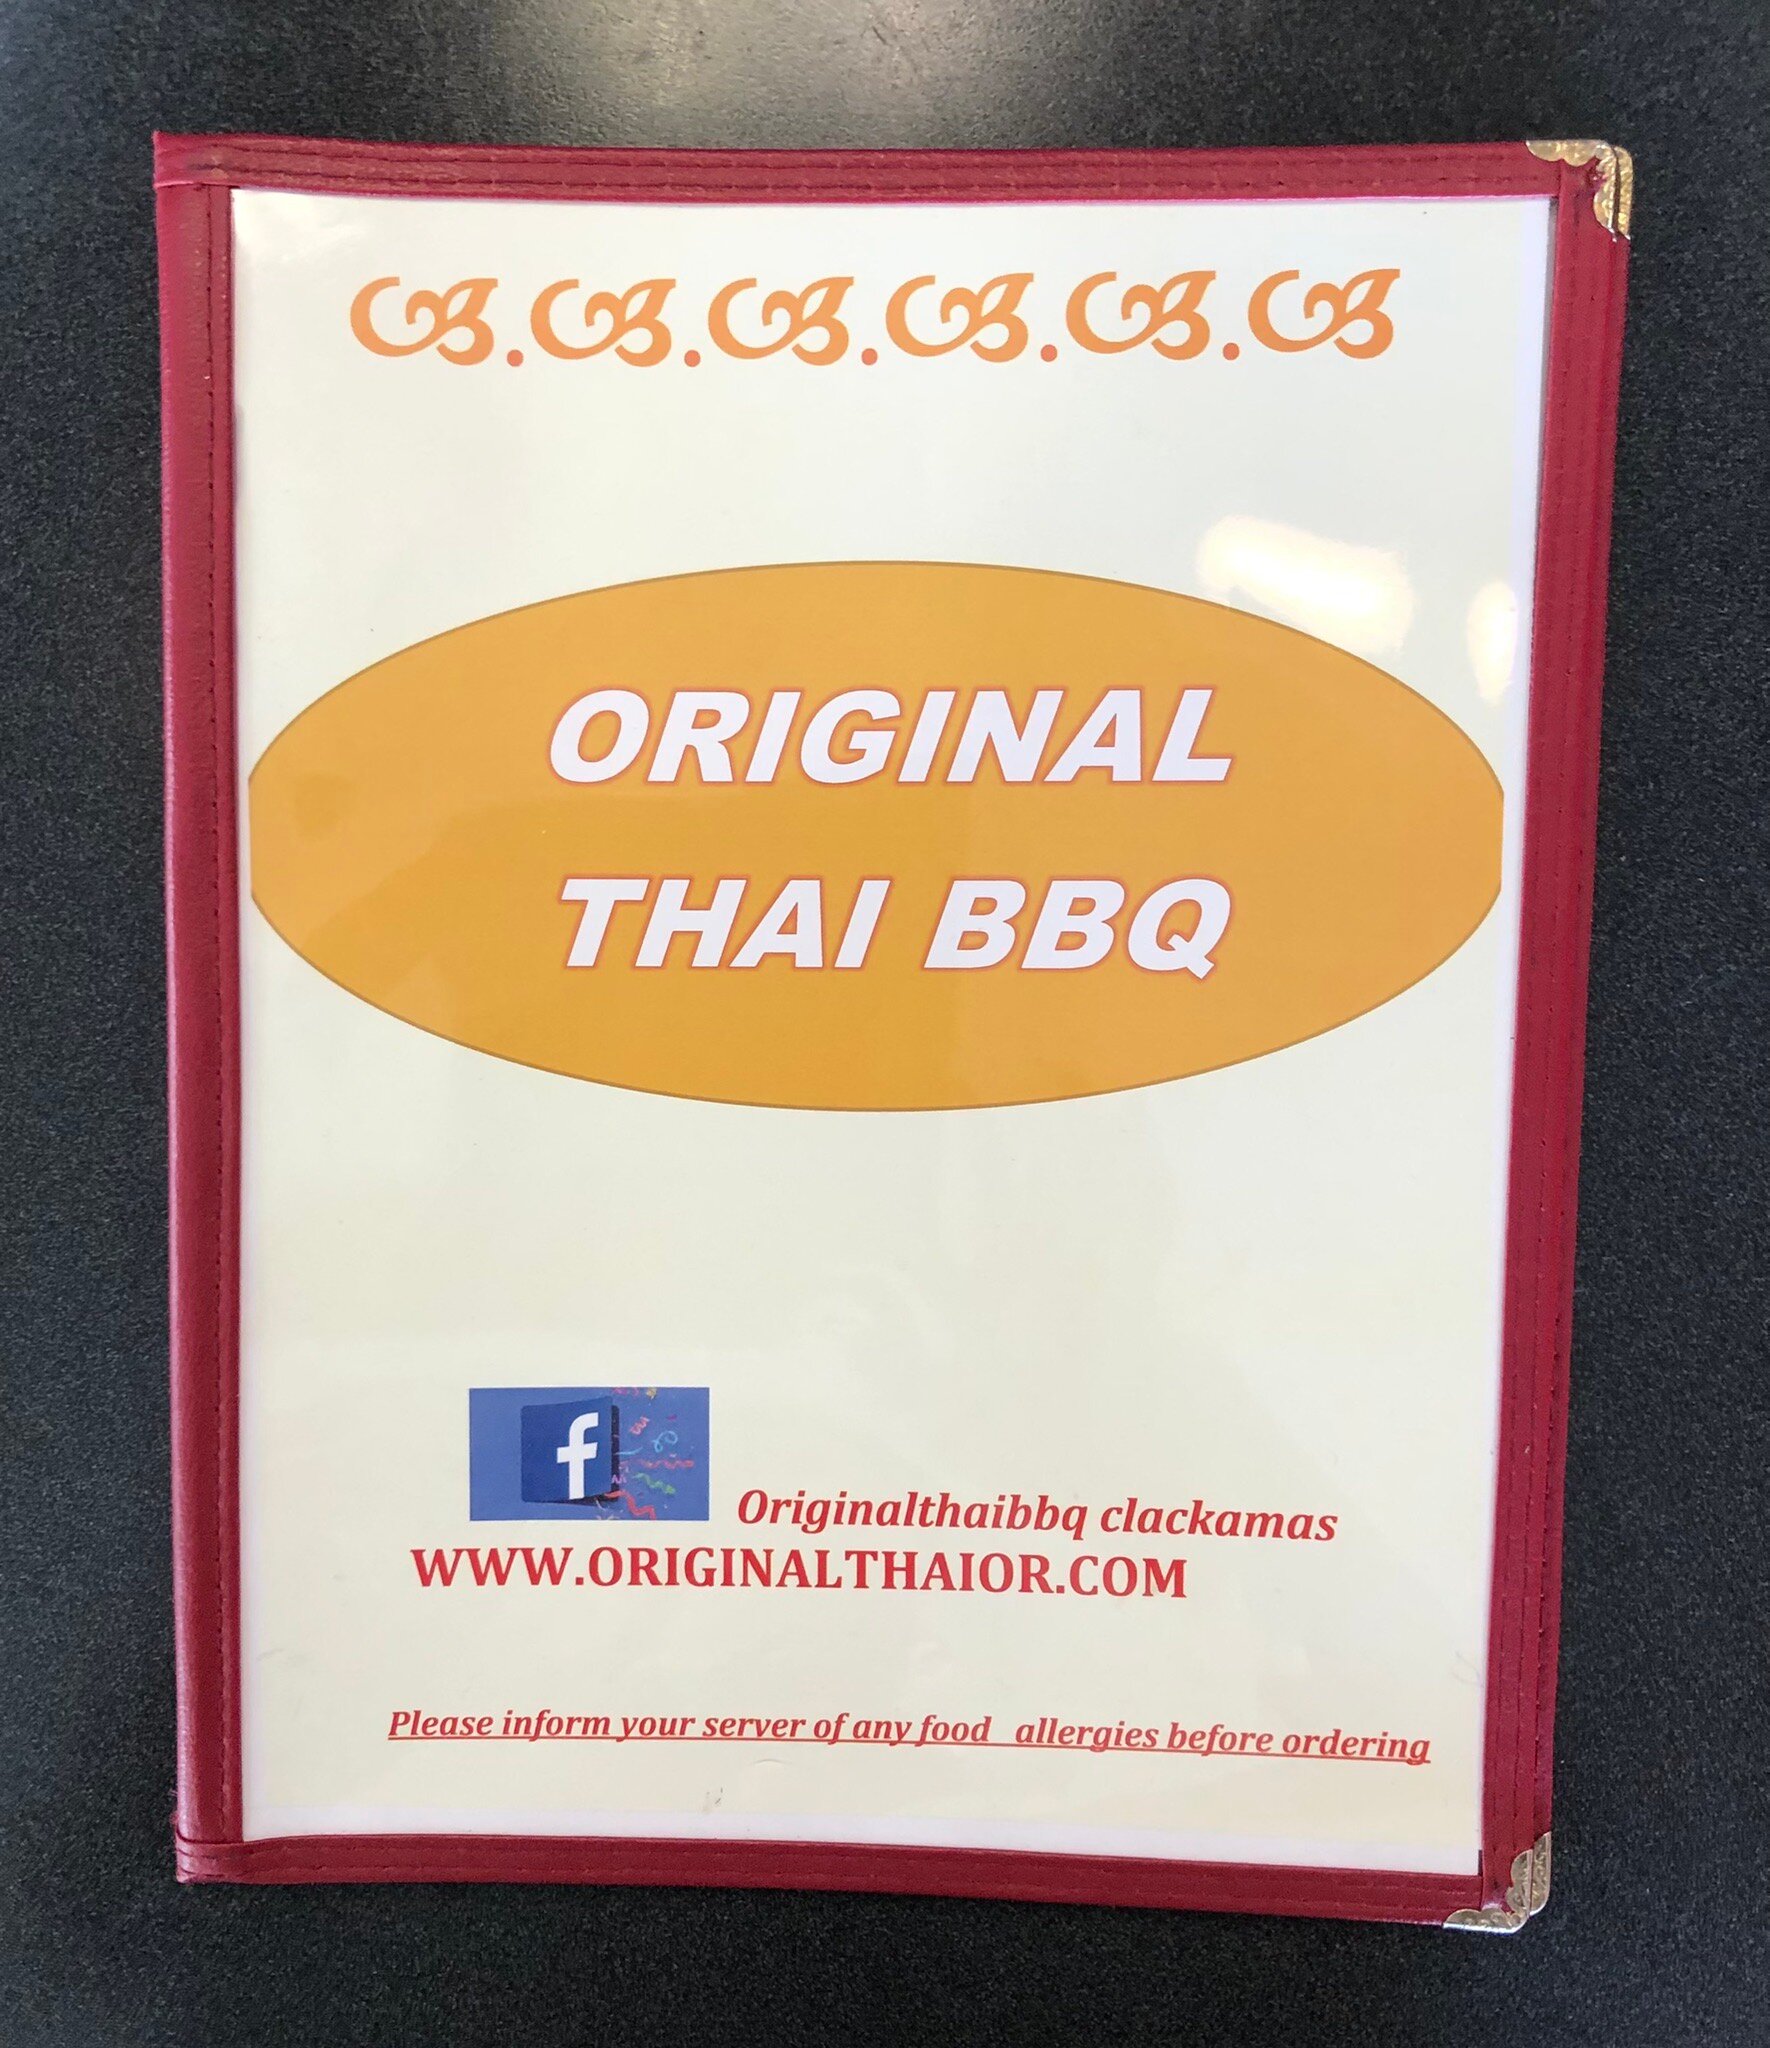 ORIGINAL
THAI BBQ
f
Originalthaibbq clackamas
WWW.ORIGINALTHAIOR.COM
Please inform your server of any food allergies before ordering